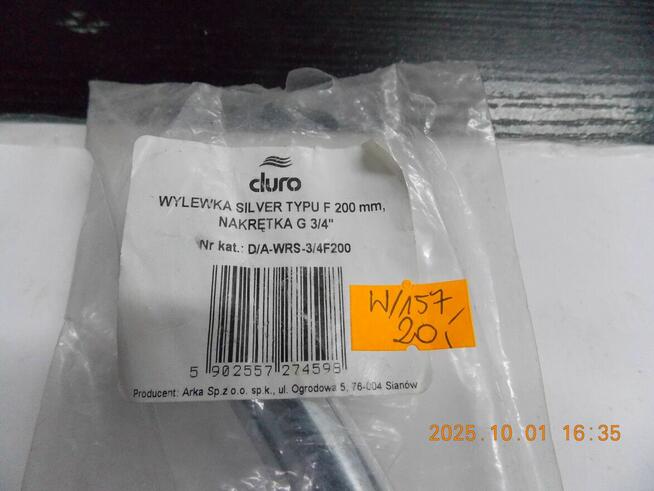 duro
WYLEWKA SILVER TYPU F 200 mm,
NAKRĘTKA G 3/4"
Nr kat.: D/A-WRS-3/4F200
W/157
20,-
5 902557 274598
Producent: Arka Sp.z o.o. sp.k., ul. Ogrodowa 5, 76-004 Sianów
2025.10.01 16:35